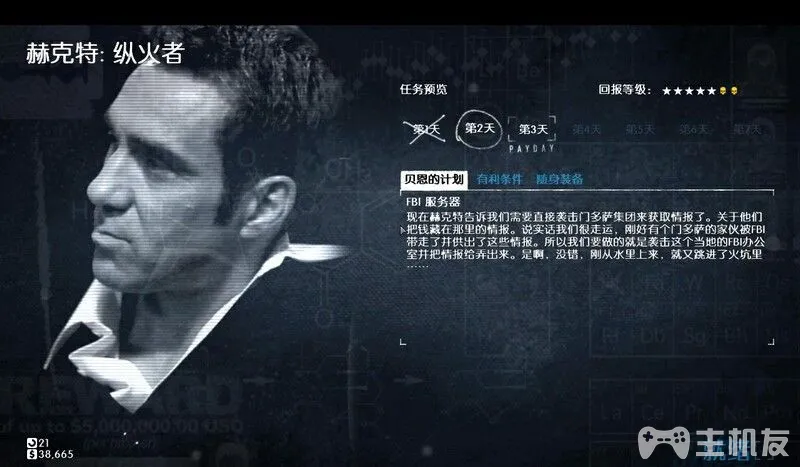 赫克特: 纵火者
任务预览
回报等级:
第1天
第2天
第3天
第4天
第5天
第6天
第7天
PAYDAY
贝恩的计划
有利条件
随身装备
FBI 服务器
现在赫克特告诉我们需要直接袭击门多萨集团来获取情报了。关于他们
把钱藏在那里的情报。说实话我们很走运，刚好有个门多萨的家伙被FBI
带走了并供出了这些情报。所以我们要做的就是袭击这个当地的FBI办公
室并把情报给弄出来。是啊，没错，刚从水里上来，就又跳进了火坑里
……
of up to $5,000,000.00 USD
21
$38,665
主机友